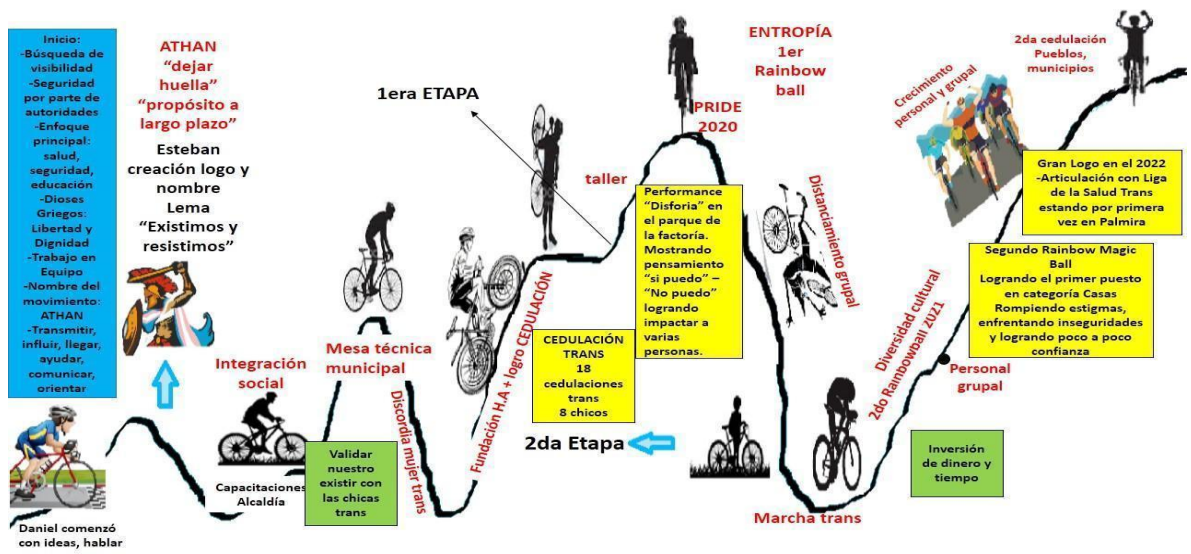 Inicio:
-Búsqueda de
visibilidad
-Seguridad
por parte de
autoridades
-Enfoque
principal:
salud,
seguridad,
educación
-Dioses
Griegos:
Libertad y
Dignidad
-Trabajo en
Equipo
-Nombre del
movimiento:
ATHAN
-Transmitir,
influir, llegar,
ayudar,
comunicar,
orientar
Daniel comenzó
con ideas, hablar
ATHAN
“dejar
huella”
“propósito a
largo plazo”
Esteban
creación logo y
nombre
Lema
“Existimos y
resistimos”
Integración
social
Capacitaciones
Alcaldía
Mesa técnica
municipal
Validar
nuestro
existir con
las chicas
trans
Discordia mujer trans
Fundación H.A + logro CEDULACIÓN
1era ETAPA
taller
CEDULACIÓN
TRANS
18
cedulaciones
trans
8 chicos
2da Etapa
PRIDE
2020
ENTROPÍA
1er
Rainbow
ball
Performance
“Disforia” en
el parque de
la factoría.
Mostrando
pensamiento
“si puedo” –
“No puedo”
logrando
impactar a
varias
personas.
Distanciamiento grupal
Marcha trans
Diversidad cultural
2do Rainbowball 2021
Personal
grupal
Inversión
de dinero y
tiempo
Crecimiento
personal y grupal
2da cedulación
Pueblos,
municipios
Gran Logo en el 2022
-Articulación con Liga
de la Salud Trans
estando por primera
vez en Palmira
Segundo Rainbow Magic
Ball
Logrando el primer puesto
en categoría Casas
Rompiendo estigmas,
enfrentando inseguridades
y logrando poco a poco
confianza